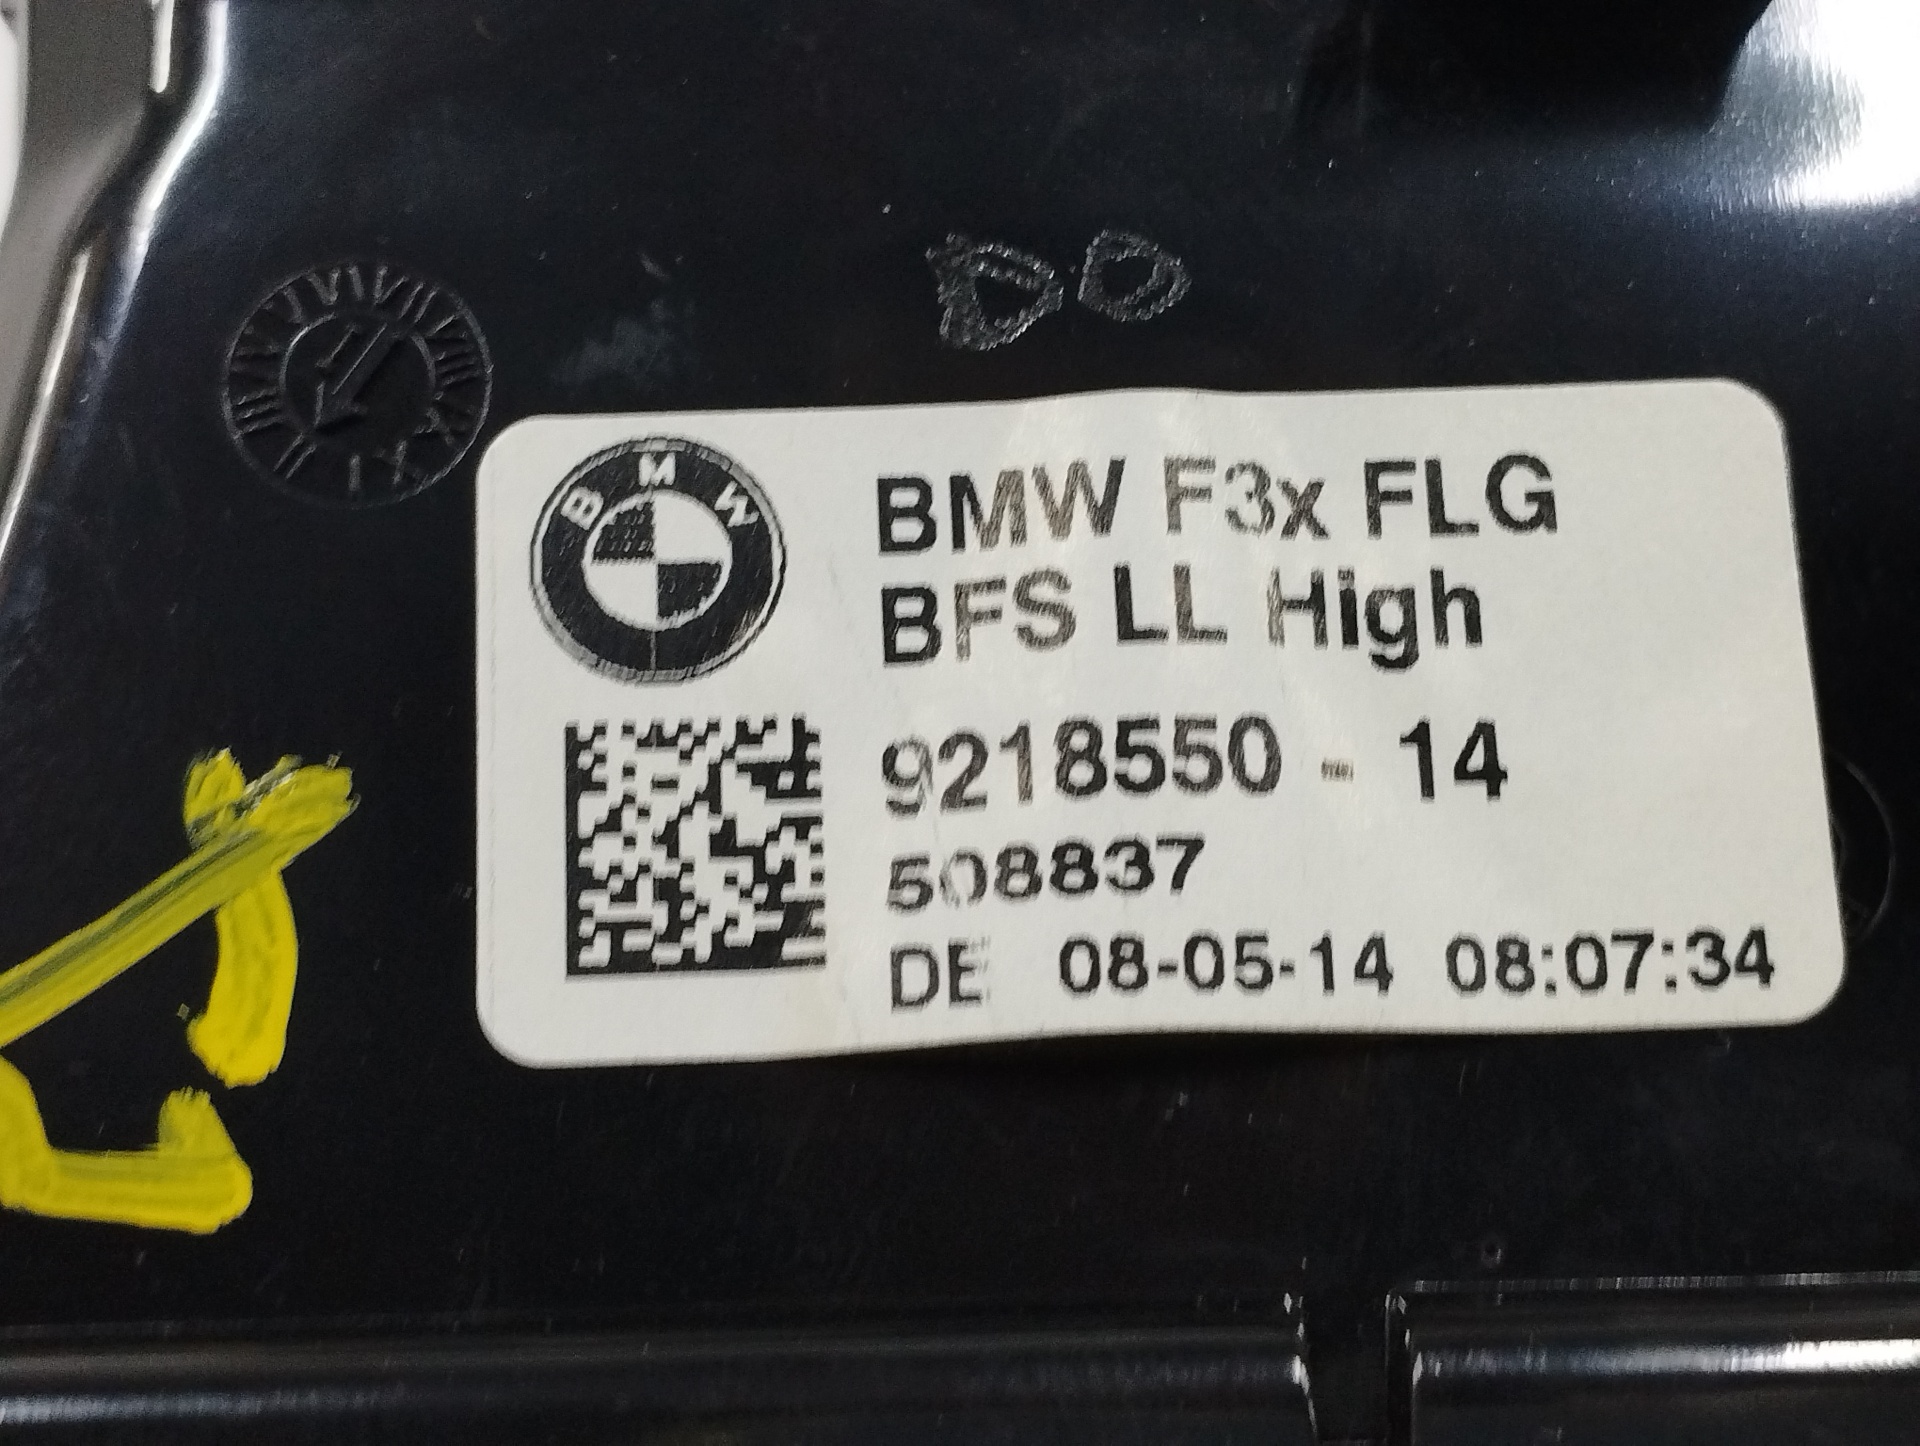 BMW
BMW F3x FLG
BFS LL High
9218550 - 14
508837
DE 08-05-14 08:07:34